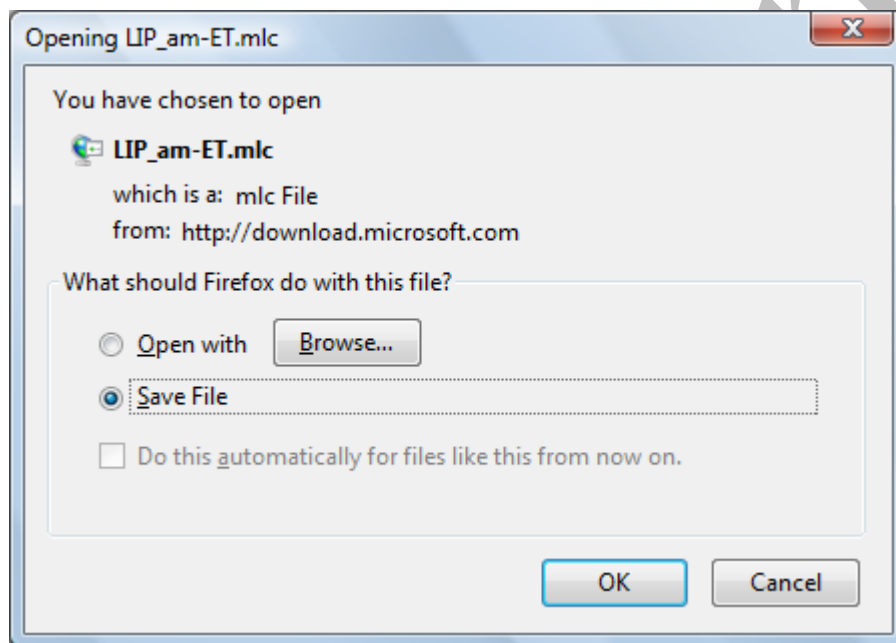 Opening LIP_am-ET.mlc
You have chosen to open
LIP_am-ET.mlc
which is a: mlc File
from: http://download.microsoft.com
What should Firefox do with this file?
Open with Browse...
Save File
Do this automatically for files like this from now on.
OK Cancel